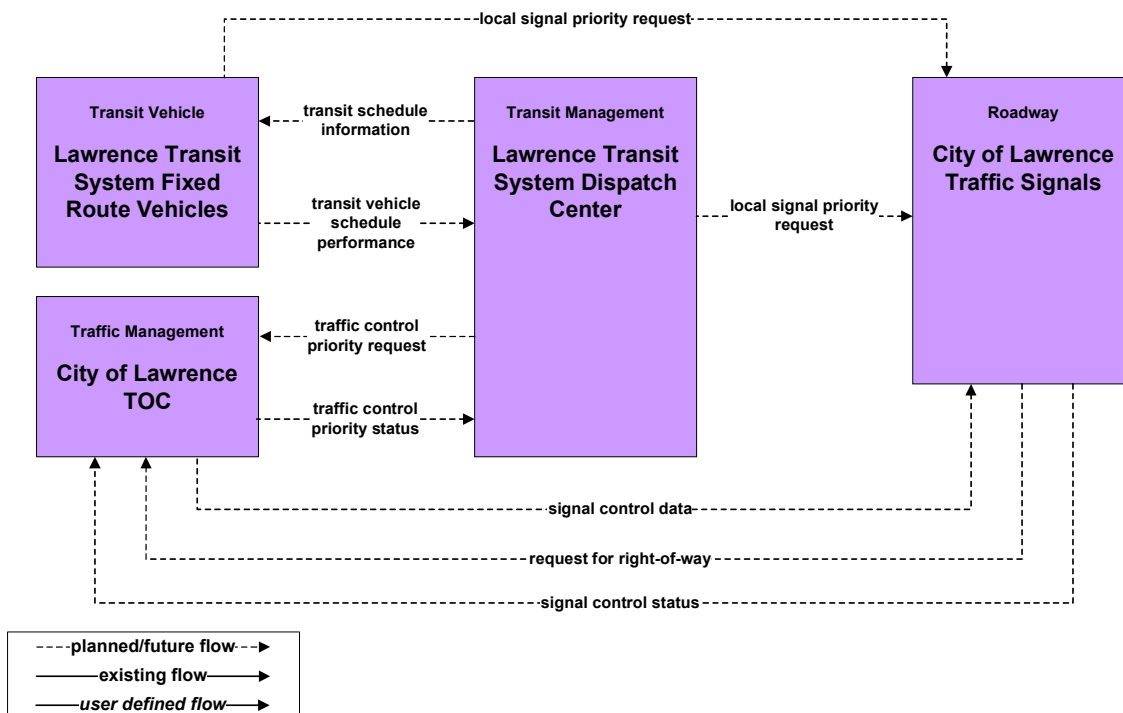 local signal priority request
Transit Vehicle
Lawrence Transit
System Fixed
Route Vehicles
transit schedule
information
transit vehicle
schedule
performance
Transit Management
Lawrence Transit
System Dispatch
Center
local signal priority
request
Roadway
City of Lawrence
Traffic Signals
Traffic Management
City of Lawrence
TOC
traffic control
priority request
traffic control
priority status
signal control data
request for right-of-way
signal control status
planned/future flow
existing flow
user defined flow